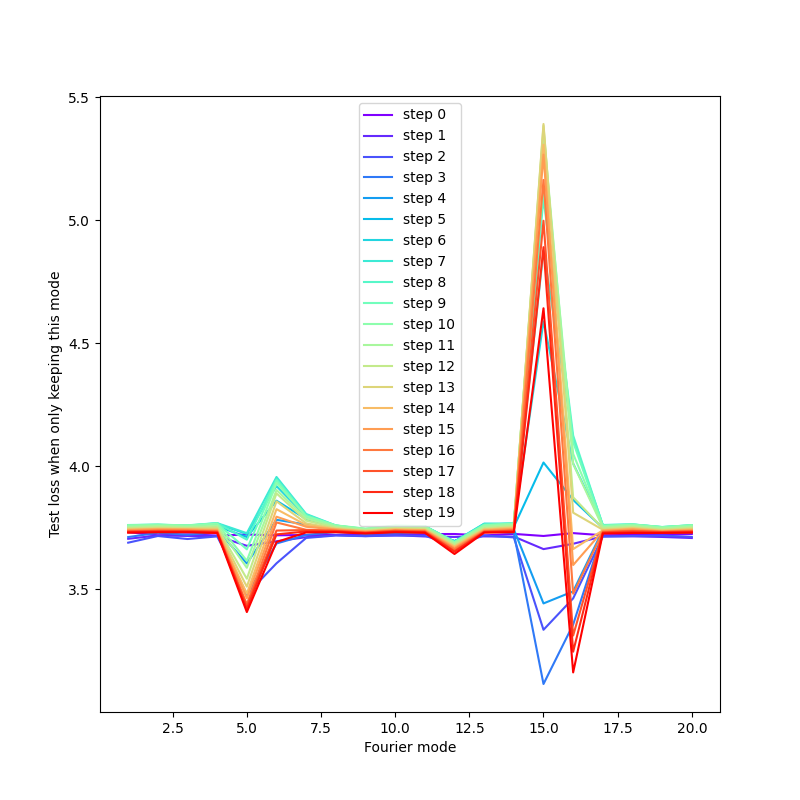 5.5
5.0
4.5
4.0
3.5
Test loss when only keeping this mode
step 0
step 1
step 2
step 3
step 4
step 5
step 6
step 7
step 8
step 9
step 10
step 11
step 12
step 13
step 14
step 15
step 16
step 17
step 18
step 19
2.5 5.0 7.5 10.0 12.5 15.0 17.5 20.0
Fourier mode